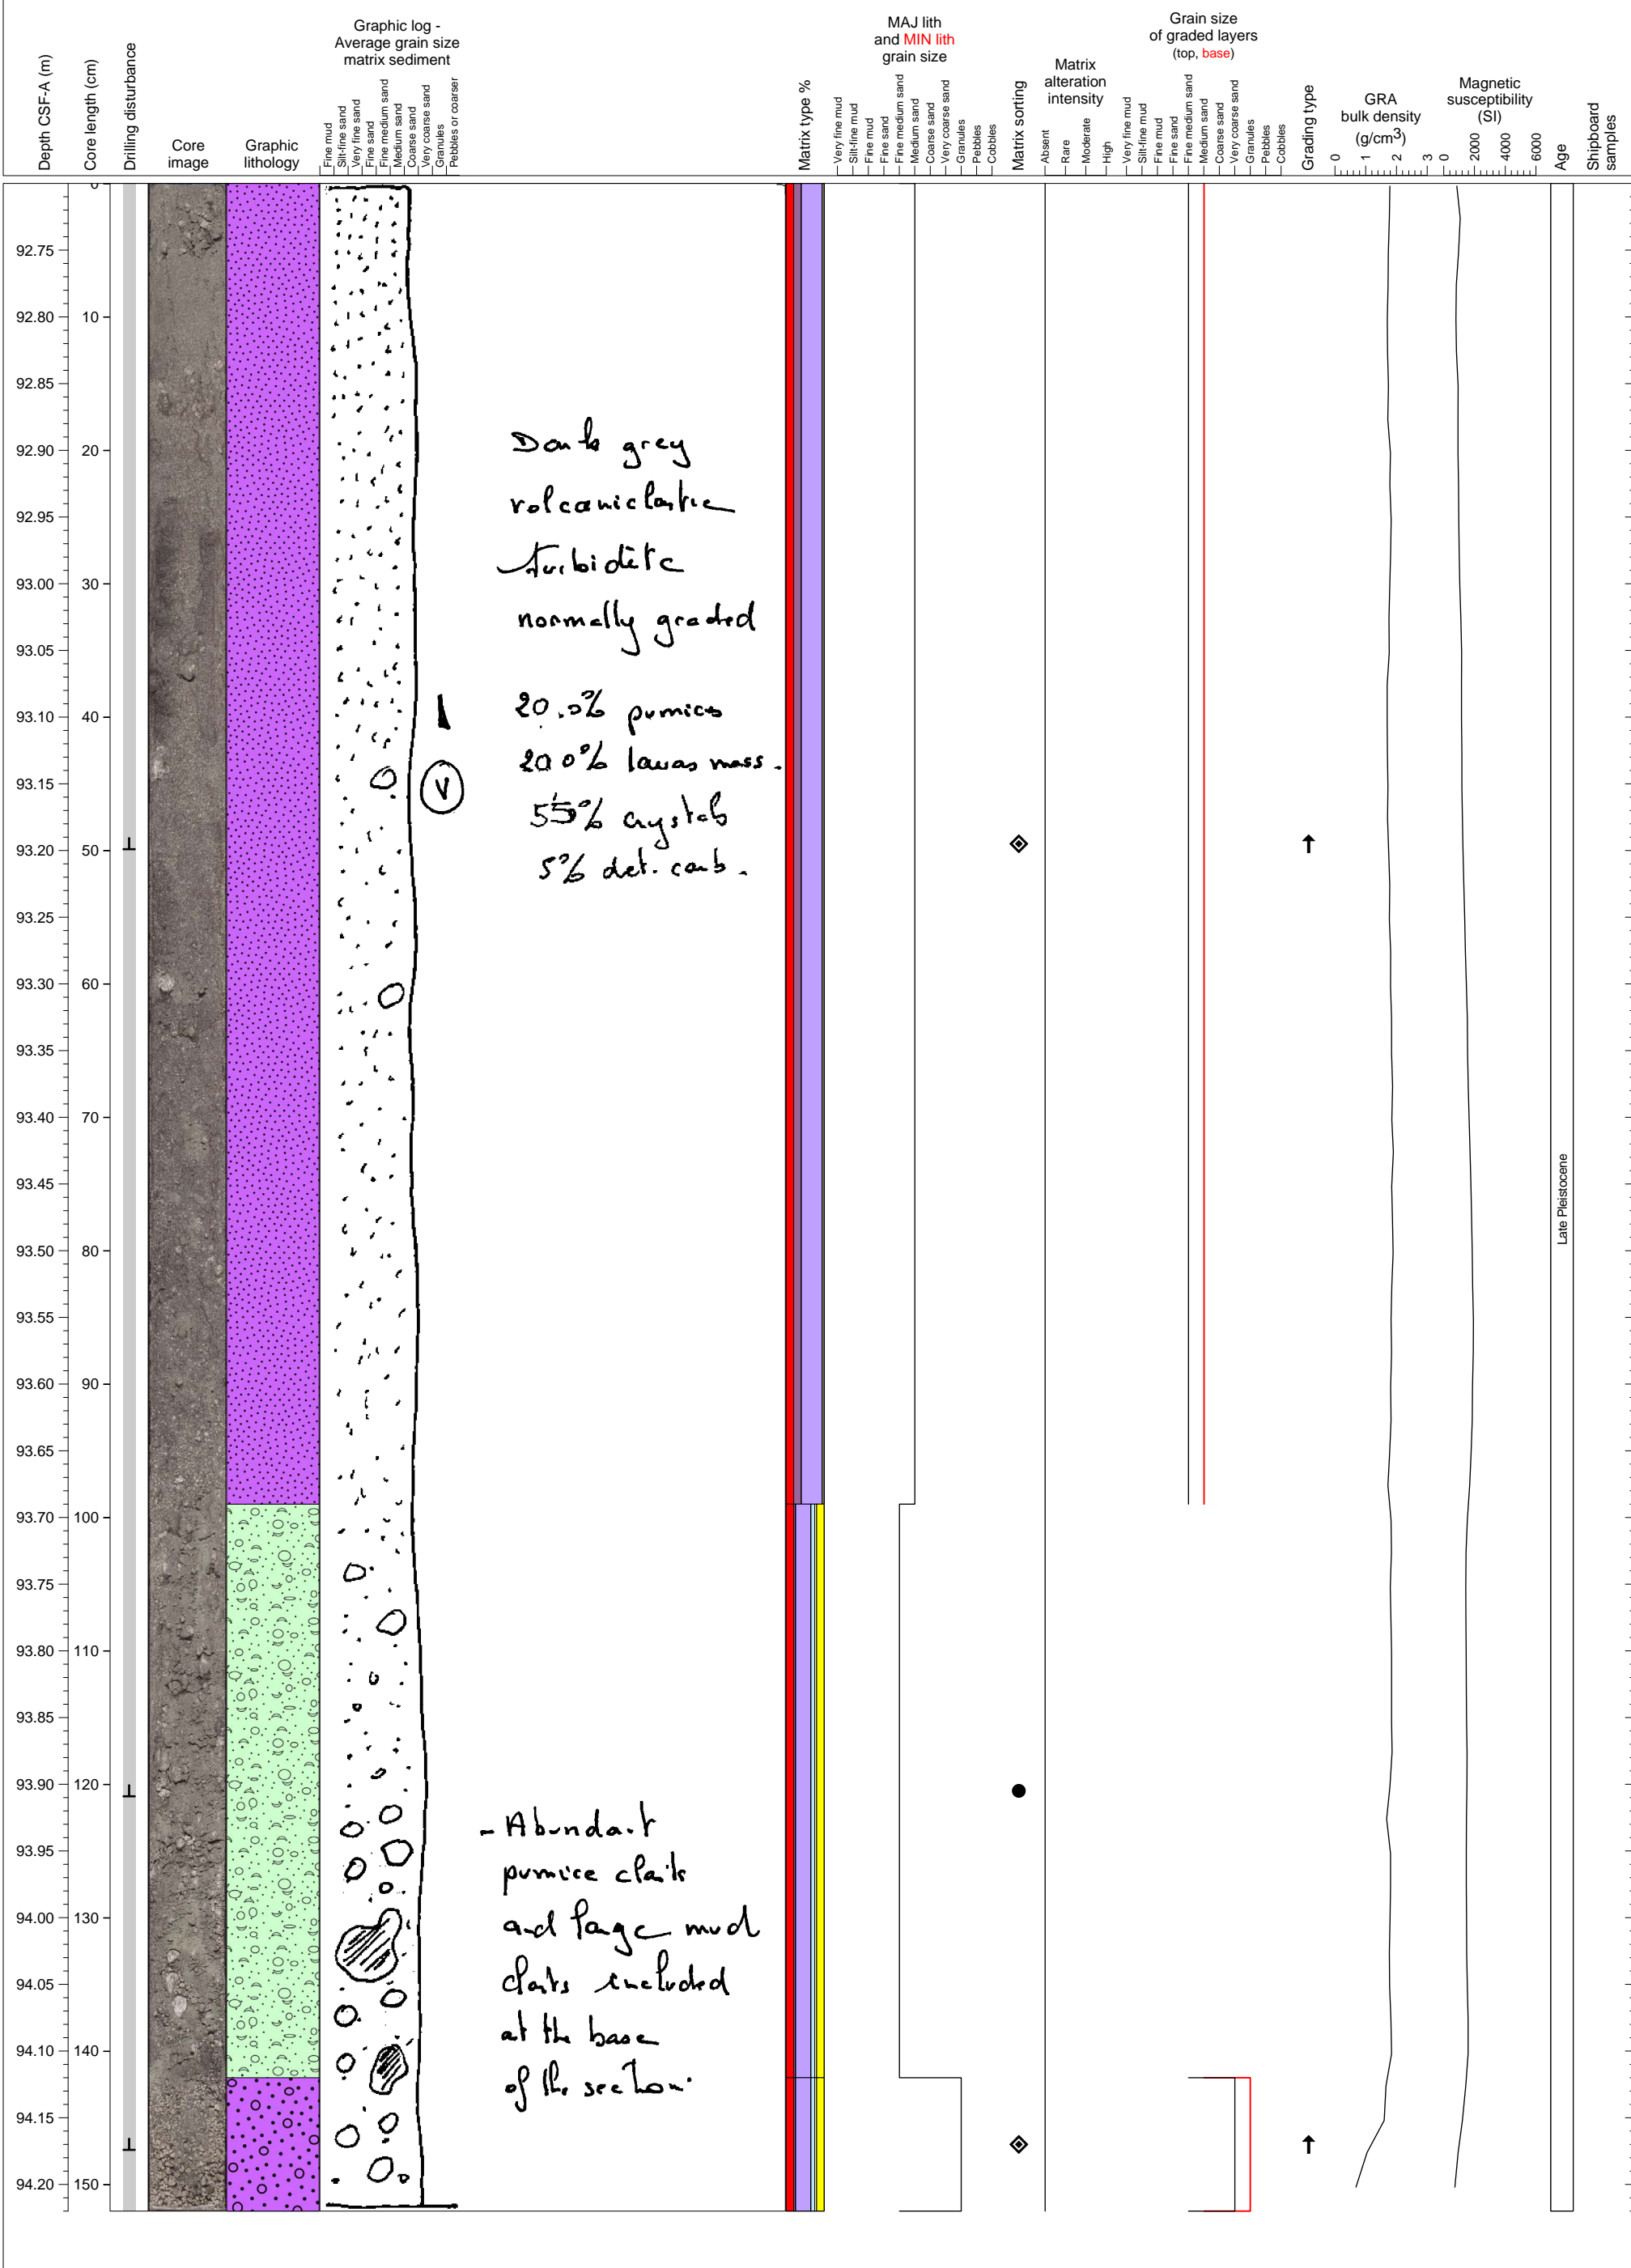 Graphic log -
Average grain size
matrix sediment
MAJ lith
and MIN lith
grain size
Grain size
of graded layers
(top, base)
Matrix
alteration
intensity
GRA
bulk density
(g/cm3)
Magnetic
susceptibility
(SI)
Depth CSF-A (m)
Core length (cm)
Drilling disturbance
Core
image
Graphic
lithology
Fine mud
Silt-fine sand
Very fine sand
Fine sand
Fine medium sand
Medium sand
Coarse sand
Very coarse sand
Granules
Pebbles or coarser
Matrix type %
Very fine mud
Silt-fine mud
Fine mud
Fine sand
Fine medium sand
Medium sand
Coarse sand
Very coarse sand
Granules
Pebbles
Cobbles
Matrix sorting
Absent
Rare
Moderate
High
Very fine mud
Silt-fine mud
Fine mud
Fine sand
Fine medium sand
Medium sand
Coarse sand
Very coarse sand
Granules
Pebbles
Cobbles
Grading type
0 1 2 3
0 2000 4000 6000
Age
Shipboard
samples
0
92.75
92.80 10
92.85
92.90 20
92.95
93.00 30
93.05
93.10 40
93.15
93.20 50
93.25
93.30 60
93.35
93.40 70
93.45
93.50 80
93.55
93.60 90
93.65
93.70 100
93.75
93.80 110
93.85
93.90 120
93.95
94.00 130
94.05
94.10 140
94.15
94.20 150
Dark grey
volcaniclastic
turbidite
normally graded
20.0% pumices
20.0% lavas mass.
V
55% crystals
5% det. carb.
- Abundant
pumice clasts
and large mud
clasts included
at the base
of the section.
Late Pleistocene